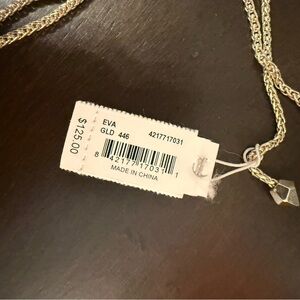 EVA
GLD 446 4217717031
8 42177 17031 1
MADE IN CHINA
$125.00